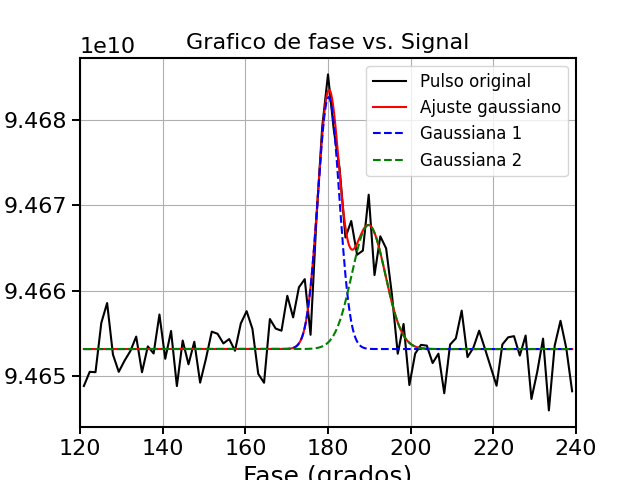 Grafico de fase vs. Signal
1e10
Pulso original
Ajuste gaussiano
Gaussiana 1
Gaussiana 2
9.468
9.467
9.466
9.465
120 140 160 180 200 220 240
Fase (grados)